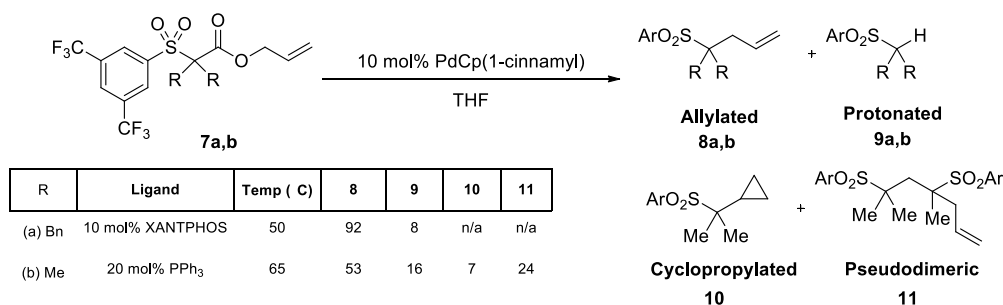 F₃C
CF₃
O O
S
O
O
R R
7a,b
10 mol% PdCp(1-cinnamyl)
THF
ArO₂S
R R
Allylated
8a,b
+
ArO₂S H
R R
Protonated
9a,b
R Ligand Temp ( C) 8 9 10 11
(a) Bn 10 mol% XANTPHOS 50 92 8 n/a n/a
(b) Me 20 mol% PPh₃ 65 53 16 7 24
ArO₂S
Me Me
Cyclopropylated
10
+
ArO₂S SO₂Ar
Me Me Me
Pseudodimeric
11